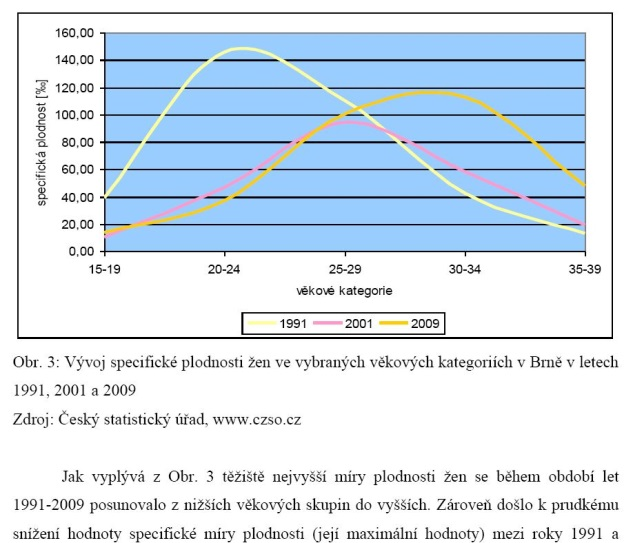 160,00
140,00
120,00
100,00
80,00
60,00
40,00
20,00
0,00
specifická plodnost [‰]
15-19 20-24 25-29 30-34 35-39
věkové kategorie
1991 2001 2009
Obr. 3: Vývoj specifické plodnosti žen ve vybraných věkových kategoriích v Brně v letech
1991, 2001 a 2009
Zdroj: Český statistický úřad, www.czso.cz
Jak vyplývá z Obr. 3 těžiště nejvyšší míry plodnosti žen se během období let
1991-2009 posunovalo z nižších věkových skupin do vyšších. Zároveň došlo k prudkému
snížení hodnoty specifické míry plodnosti (její maximální hodnoty) mezi roky 1991 a